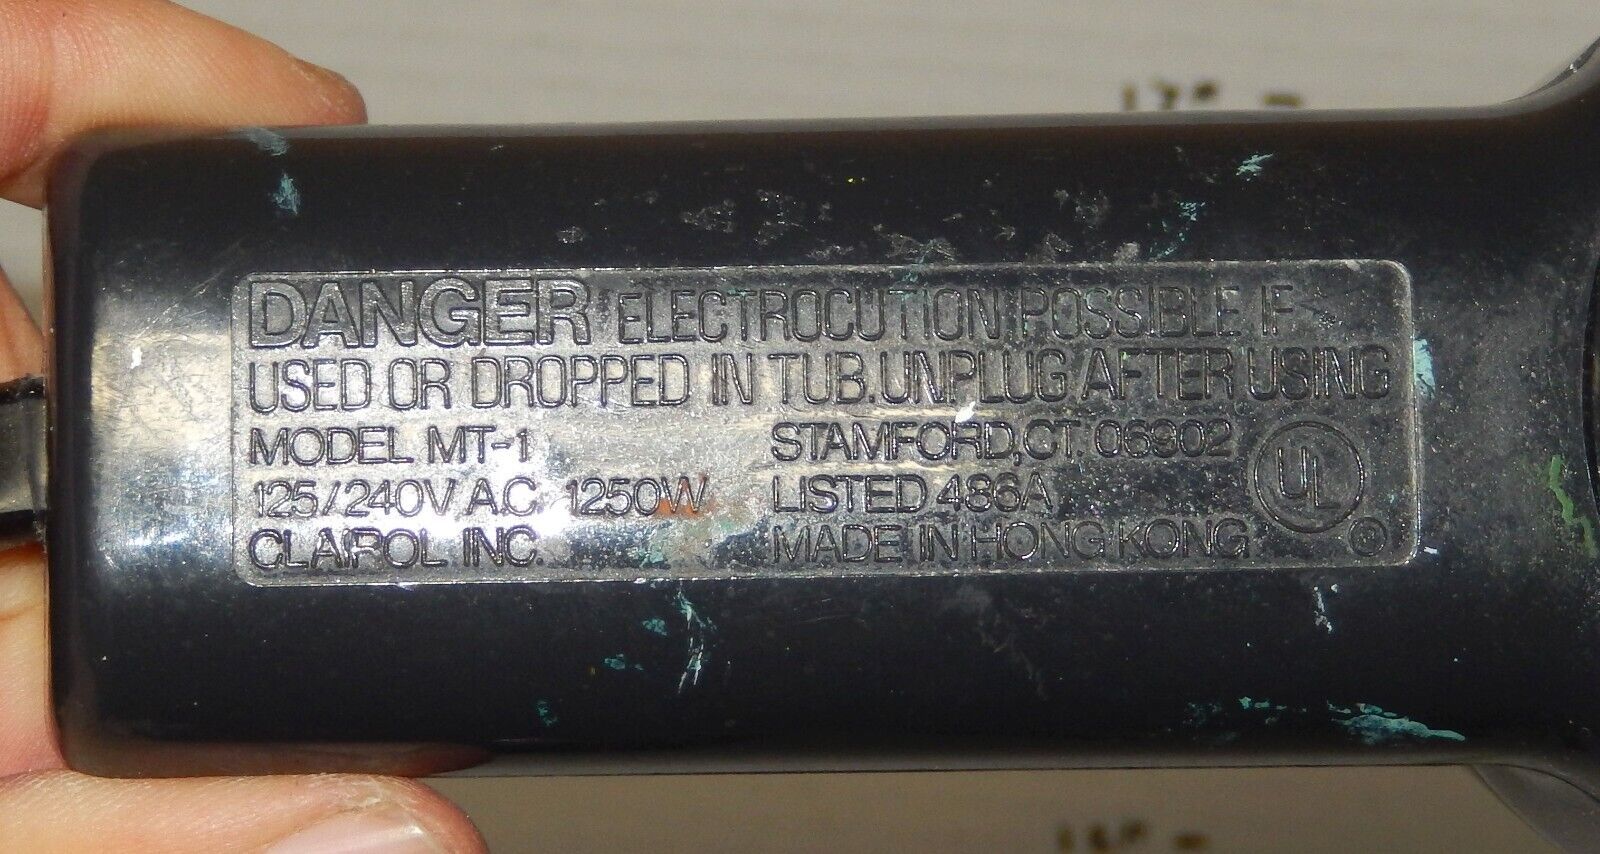 DANGER ELECTROCUTION POSSIBLE IF
USED OR DROPPED IN TUB.UNPLUG AFTER USING
MODEL MT-1
125/240V A.C. 1250W
CLAIROL INC.
STAMFORD,CT. 06902
LISTED 486A
MADE IN HONG KONG
UL